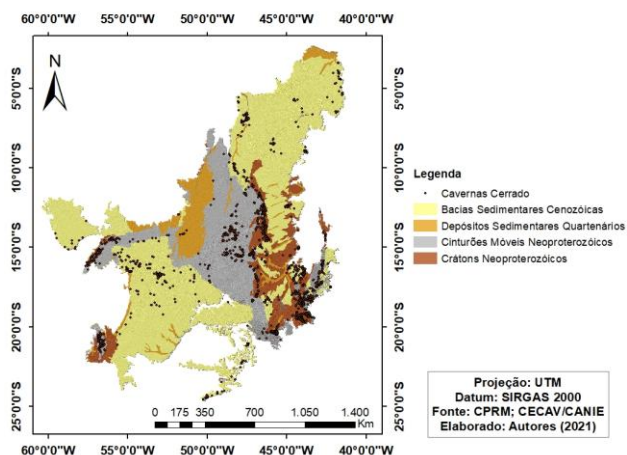 60°0'0"W 55°0'0"W 50°0'0"W 45°0'0"W 40°0'0"W
N
5°0'0"S
10°0'0"S
15°0'0"S
20°0'0"S
25°0'0"S
5°0'0"S
10°0'0"S
15°0'0"S
20°0'0"S
25°0'0"S
Legenda
Cavernas Cerrado
Bacias Sedimentares Cenozóicas
Depósitos Sedimentares Quartenários
Cinturões Móveis Neoproterozóicos
Crátons Neoproterozóicos
0 175 350 700 1.050 1.400
Km
60°0'0"W 55°0'0"W 50°0'0"W 45°0'0"W 40°0'0"W
Projeção: UTM
Datum: SIRGAS 2000
Fonte: CPRM; CECAV/CANIE
Elaborado: Autores (2021)